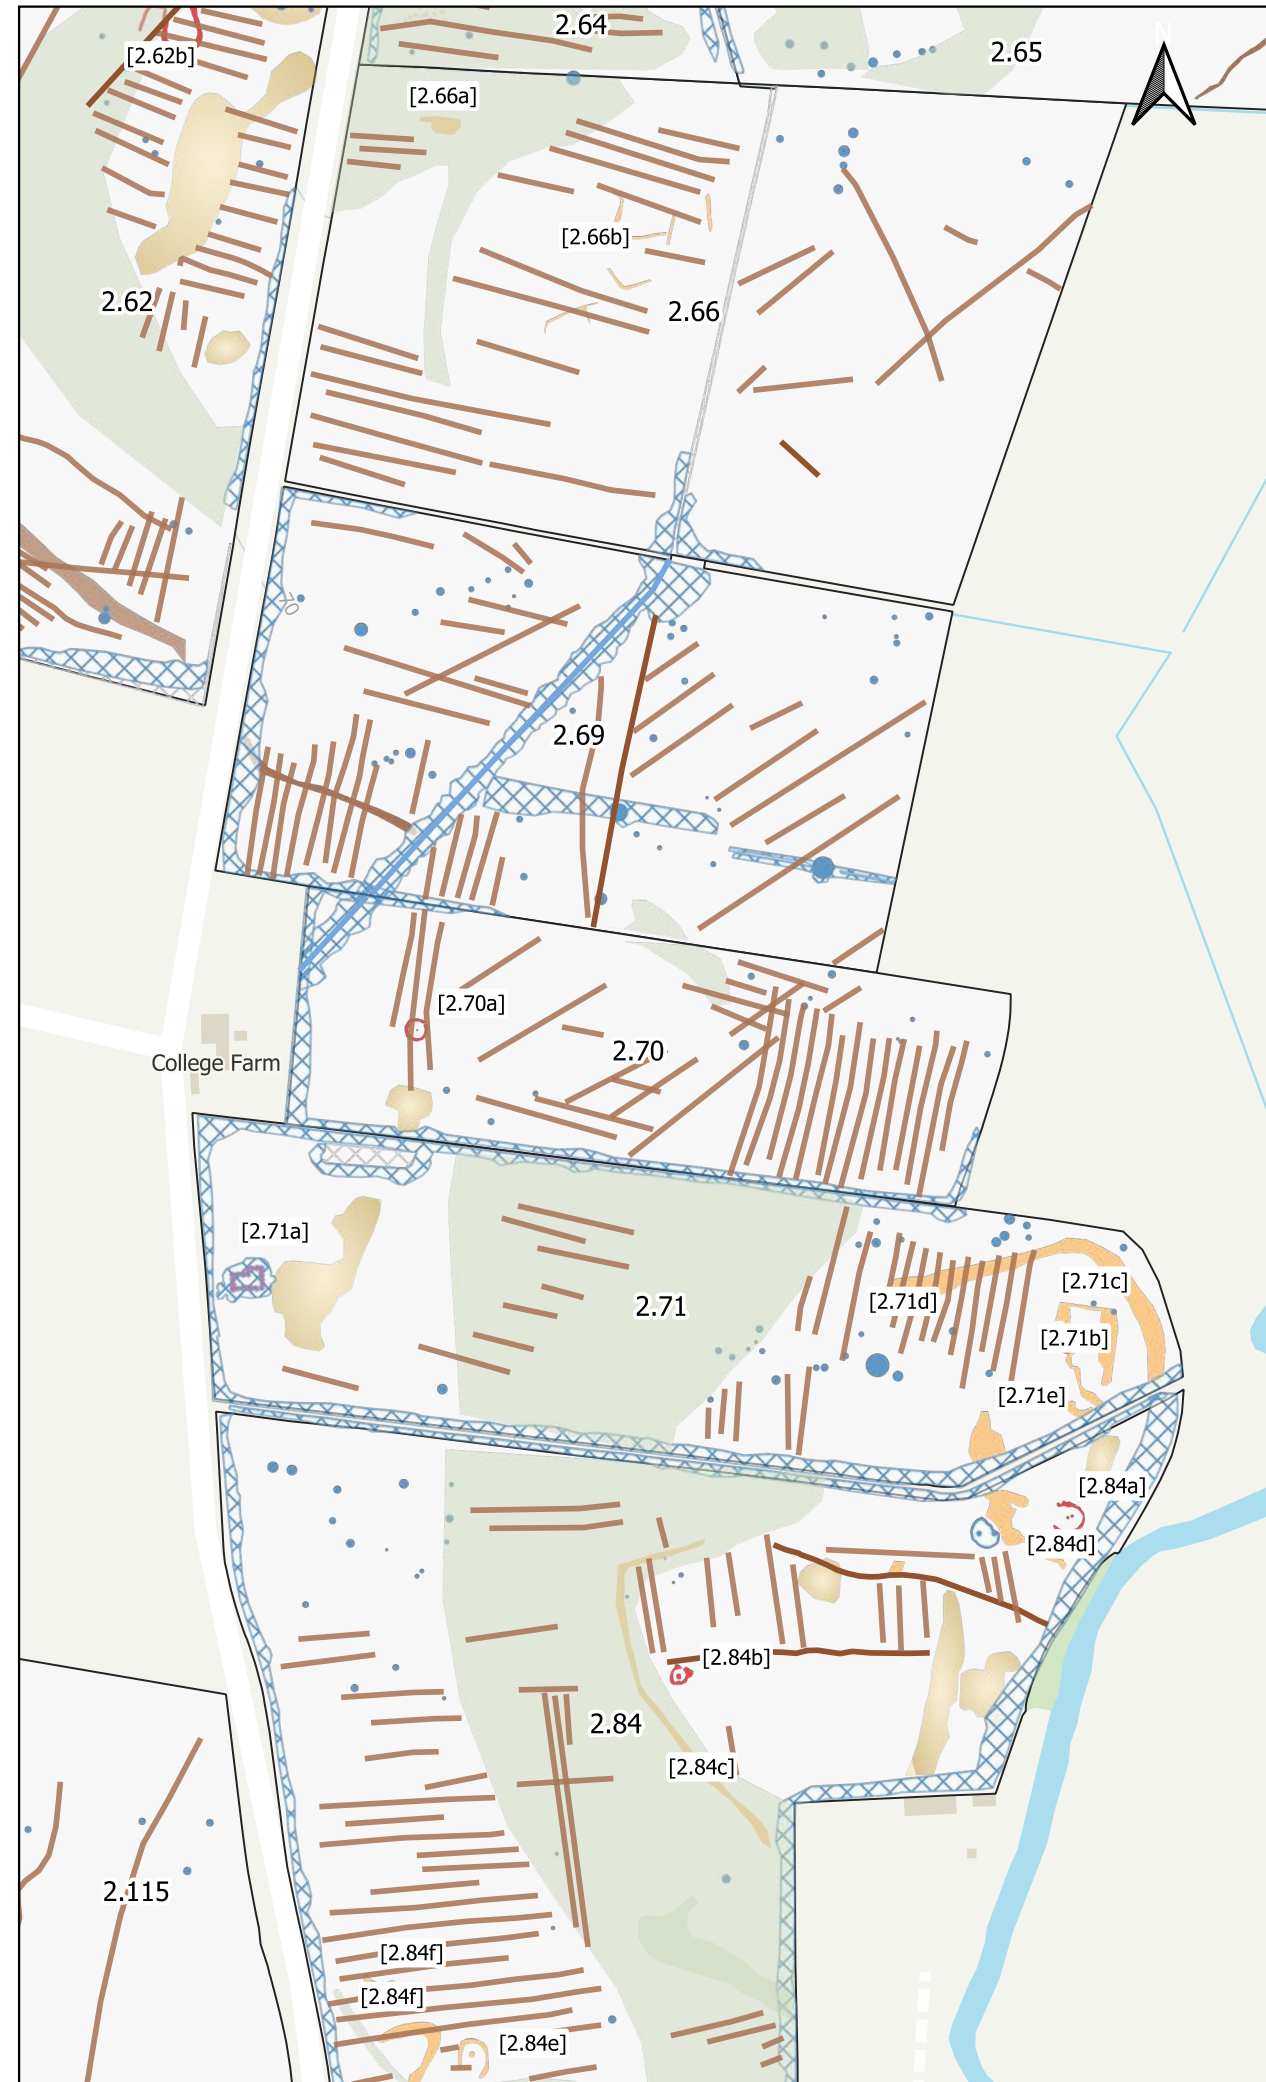 2.64
N
2.65
[2.62b]
[2.66a]
[2.66b]
2.62
2.66
70
2.69
[2.70a]
2.70
College Farm
[2.71a]
[2.71c]
[2.71d]
2.71
[2.71b]
[2.71e]
[2.84a]
[2.84d]
[2.84b]
2.84
[2.84c]
2.115
[2.84f]
[2.84f]
[2.84e]